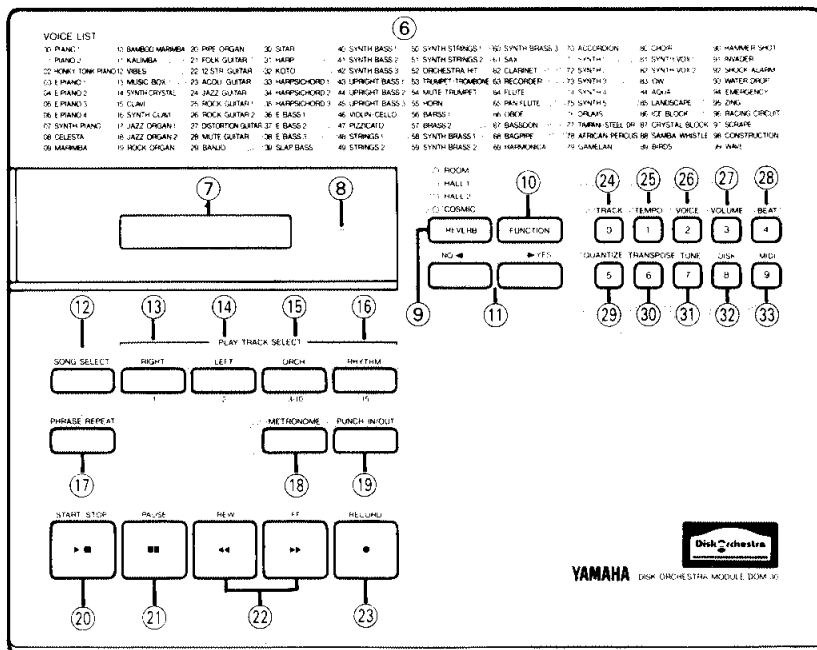 ⑥
VOICE LIST
00 PIANO 1 10 BAMBOO MARIMBA 20 PIPE ORGAN 30 SITAR 40 SYNTH BASS 1 50 SYNTH STRINGS 1 60 SYNTH BRASS 3 70 ACCORDION 80 CHOIR 90 HAMMER SHOT
PIANO 2 11 KALIMBA 21 FOLK GUITAR 31 HARP 41 SYNTH BASS 2 51 SYNTH STRINGS 2 61 SAX SYNTH 1 81 SYNTH VOX 1 91 INVADER
02 HONKY TONK PIANO 12 VIBES 22 12 STR GUITAR 32 KOTO 42 SYNTH BASS 3 52 ORCHESTRA HIT 62 CLARINET SYNTH 2 82 SYNTH VOX 2 92 SHOCK ALARM
03 E PIANO 1 13 MUSIC BOX 23 ACOU GUITAR 33 HARPSICHORD 1 43 UPRIGHT BASS 1 53 TRUMPET-TROMBONE 63 RECORDER 73 SYNTH 3 83 OW 93 WATER DROP
04 E PIANO 2 14 SYNTH CRYSTAL 24 JAZZ GUITAR 34 HARPSICHORD 2 44 UPRIGHT BASS 2 54 MUTE TRUMPET 64 FLUTE 74 SYNTH 4 84 AQUA 94 EMERGENCY
05 E PIANO 3 15 CLAVI 25 ROCK GUITAR 1 35 HARPSICHORD 3 45 UPRIGHT BASS 3 55 HORN 65 PAN FLUTE 75 SYNTH 5 85 LANDSCAPE 95 ZING
06 E PIANO 4 16 SYNTH CLAVI 26 ROCK GUITAR 2 36 E BASS 1 46 VIOLIN-CELLO 56 BARSS 1 66 OBOE DRUMS 86 ICE BLOCK 96 RACING CIRCUIT
07 SYNTH PIANO 17 JAZZ ORGAN 1 27 DISTORTION GUITAR 37 E BASS 2 47 PIZZICATO 57 BRASS 2 67 BASSOON 77 TIMPANI-STEEL DR 87 CRYSTAL BLOCK 97 SCRAPE
08 CELESTA 18 JAZZ ORGAN 2 28 MUTE GUITAR 38 E BASS 3 48 STRINGS 1 58 SYNTH BRASS 1 68 BAGPIPE 78 AFRICAN PERCUS 88 SAMBA WHISTLE 98 CONSTRUCTION
09 MARIMBA 19 ROCK ORGAN 29 BANJO 39 SLAP BASS 49 STRINGS 2 59 SYNTH BRASS 2 69 HARMONICA 79 GAMELAN 89 BIRDS 99 WAVE
ROOM
HALL 1
HALL 2
COSMIC
⑦ ⑧ ⑩ ㉔ ㉕ ㉖ ㉗ ㉘
TRACK TEMPO VOICE VOLUME BEAT
REVERB FUNCTION 0 1 2 3 4
NO ◀ ▶ YES QUANTIZE TRANSPOSE TUNE DISK MIDI
5 6 7 8 9
⑨ ⑪ ㉙ ㉚ ㉛ ㉜ ㉝
⑫ ⑬ ⑭ ⑮ ⑯
PLAY TRACK SELECT
SONG SELECT RIGHT LEFT ORCH RHYTHM
1 2 3-10 15
PHRASE REPEAT METRONOME PUNCH IN/OUT
⑰ ⑱ ⑲
START STOP PAUSE REW FF RECORD
⑳ ㉑ ㉒ ㉓
Disk Orchestra
YAMAHA DISK ORCHESTRA MODULE DOM-30